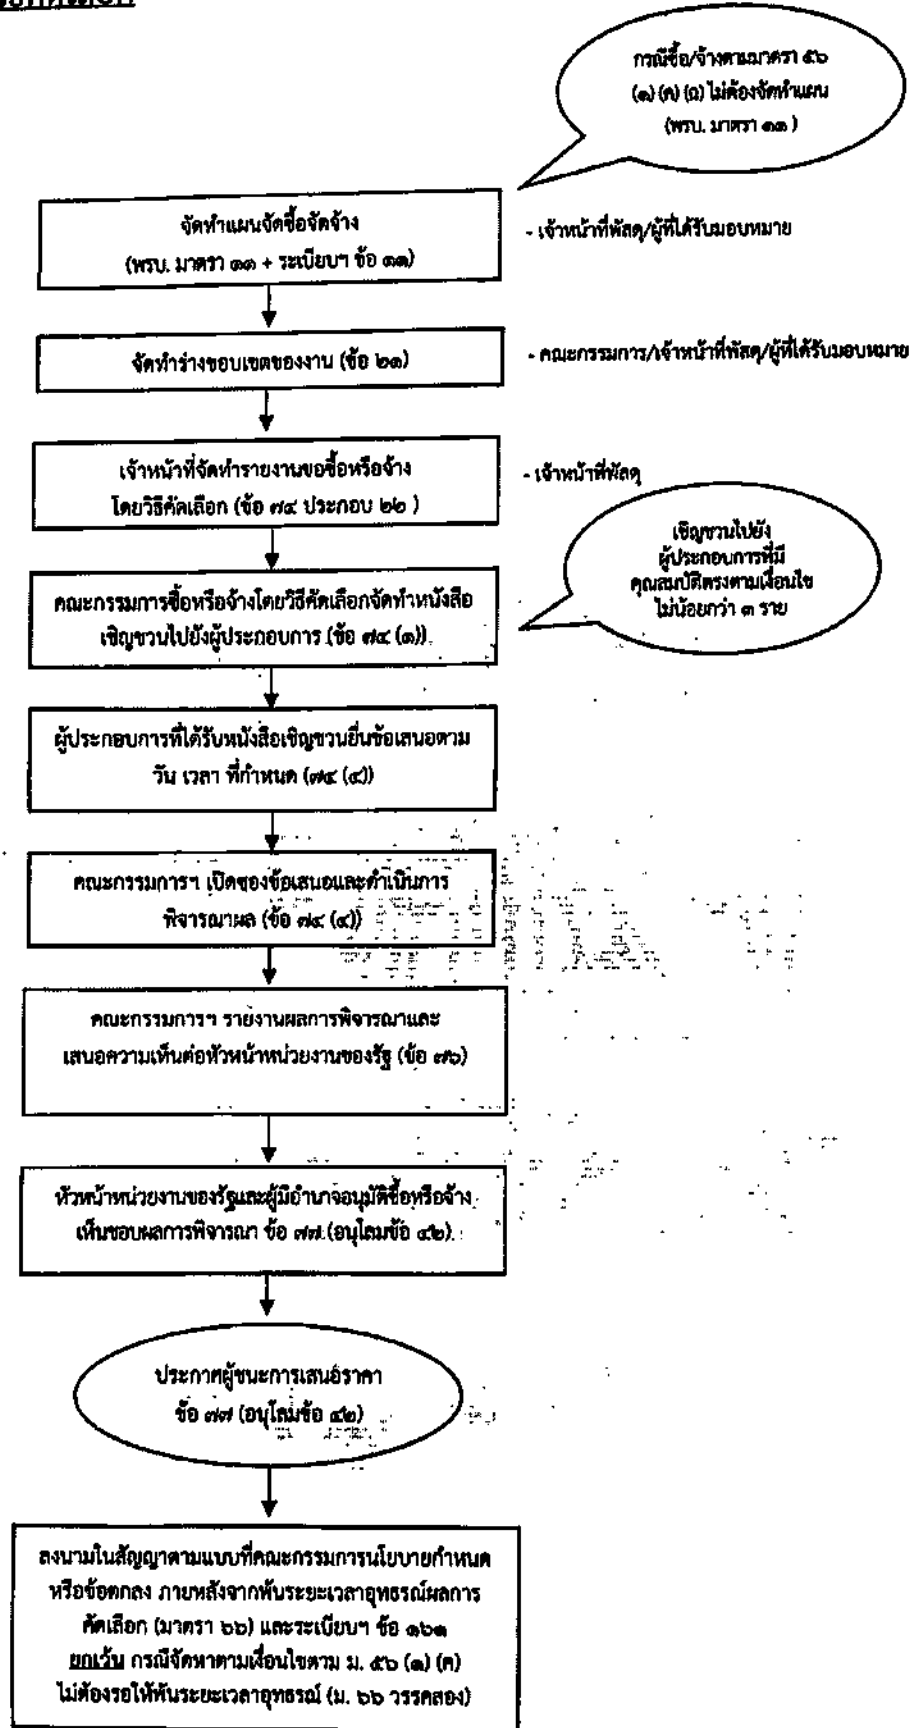 กรณีซื้อ/จ้างตามมาตรา ๕๖
(๑) (ค) (ฉ) ไม่ต้องจัดทำแผน
(พรบ. มาตรา ๑๑ )
จัดทำแผนจัดซื้อจัดจ้าง
(พรบ. มาตรา ๑๑ + ระเบียบฯ ข้อ ๑๑)
- เจ้าหน้าที่พัสดุ/ผู้ที่ได้รับมอบหมาย
จัดทำร่างขอบเขตของงาน (ข้อ ๒๑)
- คณะกรรมการ/เจ้าหน้าที่พัสดุ/ผู้ที่ได้รับมอบหมาย
เจ้าหน้าที่จัดทำรายงานขอซื้อหรือจ้าง
โดยวิธีคัดเลือก (ข้อ ๗๔ ประกอบ ๒๒ )
- เจ้าหน้าที่พัสดุ
เชิญชวนไปยัง
ผู้ประกอบการที่มี
คุณสมบัติตรงตามเงื่อนไข
ไม่น้อยกว่า ๓ ราย
คณะกรรมการซื้อหรือจ้างโดยวิธีคัดเลือกจัดทำหนังสือ
เชิญชวนไปยังผู้ประกอบการ (ข้อ ๗๔ (๑))
ผู้ประกอบการที่ได้รับหนังสือเชิญชวนยื่นข้อเสนอตาม
วัน เวลา ที่กำหนด (๗๔ (๔))
คณะกรรมการฯ เปิดซองข้อเสนอและดำเนินการ
พิจารณาผล (ข้อ ๗๔ (๔))
คณะกรรมการฯ รายงานผลการพิจารณาและ
เสนอความเห็นต่อหัวหน้าหน่วยงานของรัฐ (ข้อ ๗๖)
หัวหน้าหน่วยงานของรัฐและผู้มีอำนาจอนุมัติซื้อหรือจ้าง
เห็นชอบผลการพิจารณา ข้อ ๗๗ (อนุโลมข้อ ๔๒)
ประกาศผู้ชนะการเสนอราคา
ข้อ ๗๗ (อนุโลมข้อ ๔๒)
ลงนามในสัญญาตามแบบที่คณะกรรมการนโยบายกำหนด
หรือข้อตกลง ภายหลังจากพ้นระยะเวลาอุทธรณ์ผลการ
คัดเลือก (มาตรา ๖๖) และระเบียบฯ ข้อ ๑๖๑
ยกเว้น กรณีจัดหาตามเงื่อนไขตาม ม. ๕๖ (๑) (ค)
ไม่ต้องรอให้พ้นระยะเวลาอุทธรณ์ (ม. ๖๖ วรรคสอง)